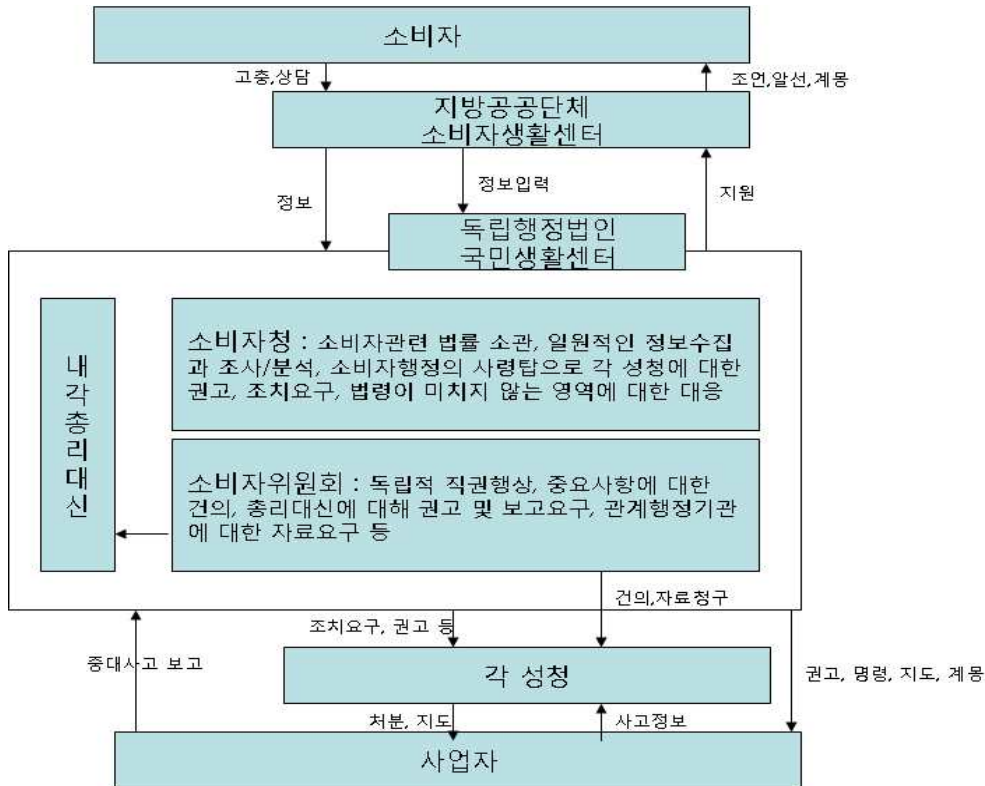 소비자
고충,상담
조언,알선,계몽
지방공공단체
소비자생활센터
정보
정보입력
지원
독립행정법인
국민생활센터
내
각
총
리
대
신
소비자청 : 소비자관련 법률 소관, 일원적인 정보수집
과 조사/분석, 소비자행정의 사령탑으로 각 성청에 대한
권고, 조치요구, 법령이 미치지 않는 영역에 대한 대응
소비자위원회 : 독립적 직권행상, 중요사항에 대한
건의, 총리대신에 대해 권고 및 보고요구, 관계행정기관
에 대한 자료요구 등
건의,자료청구
조치요구, 권고 등
중대사고 보고
각 성청
권고, 명령, 지도, 계몽
처분, 지도
사고정보
사업자